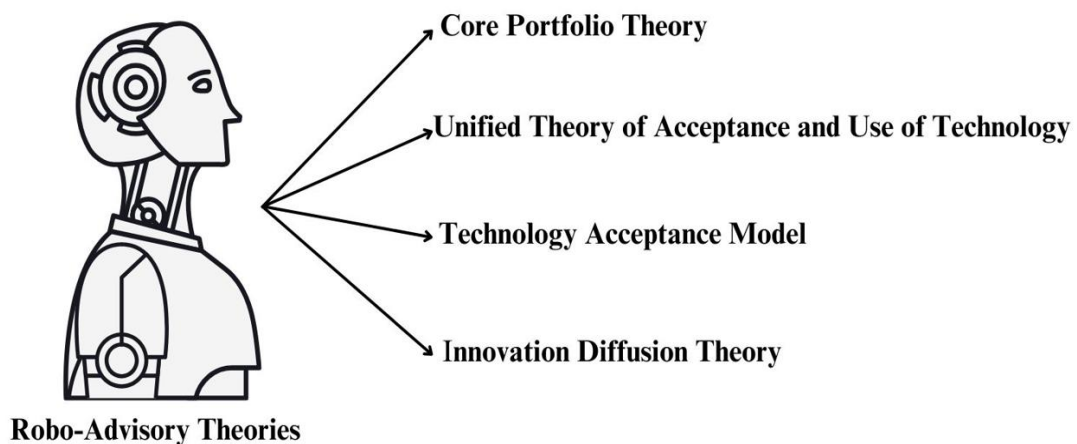 Core Portfolio Theory
Unified Theory of Acceptance and Use of Technology
Technology Acceptance Model
Innovation Diffusion Theory
Robo-Advisory Theories